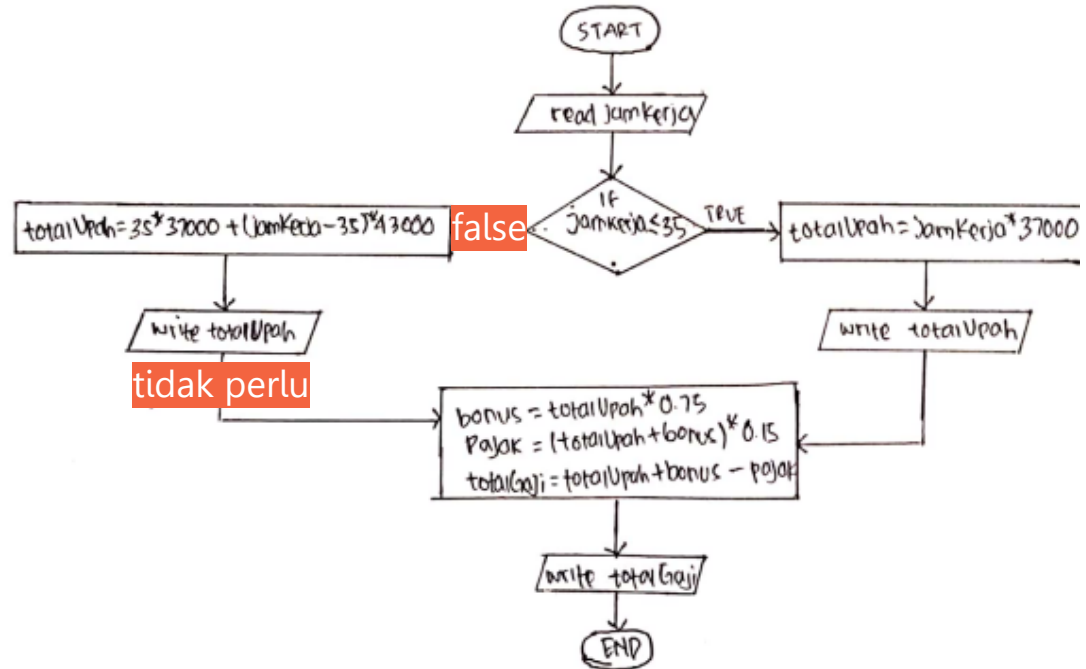 START
read jamkerja
IF
jamkerja≤35
TRUE
false
totalUpah=35*37000+(jamkerja-35)*43000
totalUpah=jamkerja*37000
write totalUpah
write totalUpah
tidak perlu
bonus=totalUpah*0.75
Pajak=(totalUpah+bonus)*0.15
totalGaji=totalUpah+bonus-pajak
write totalGaji
END